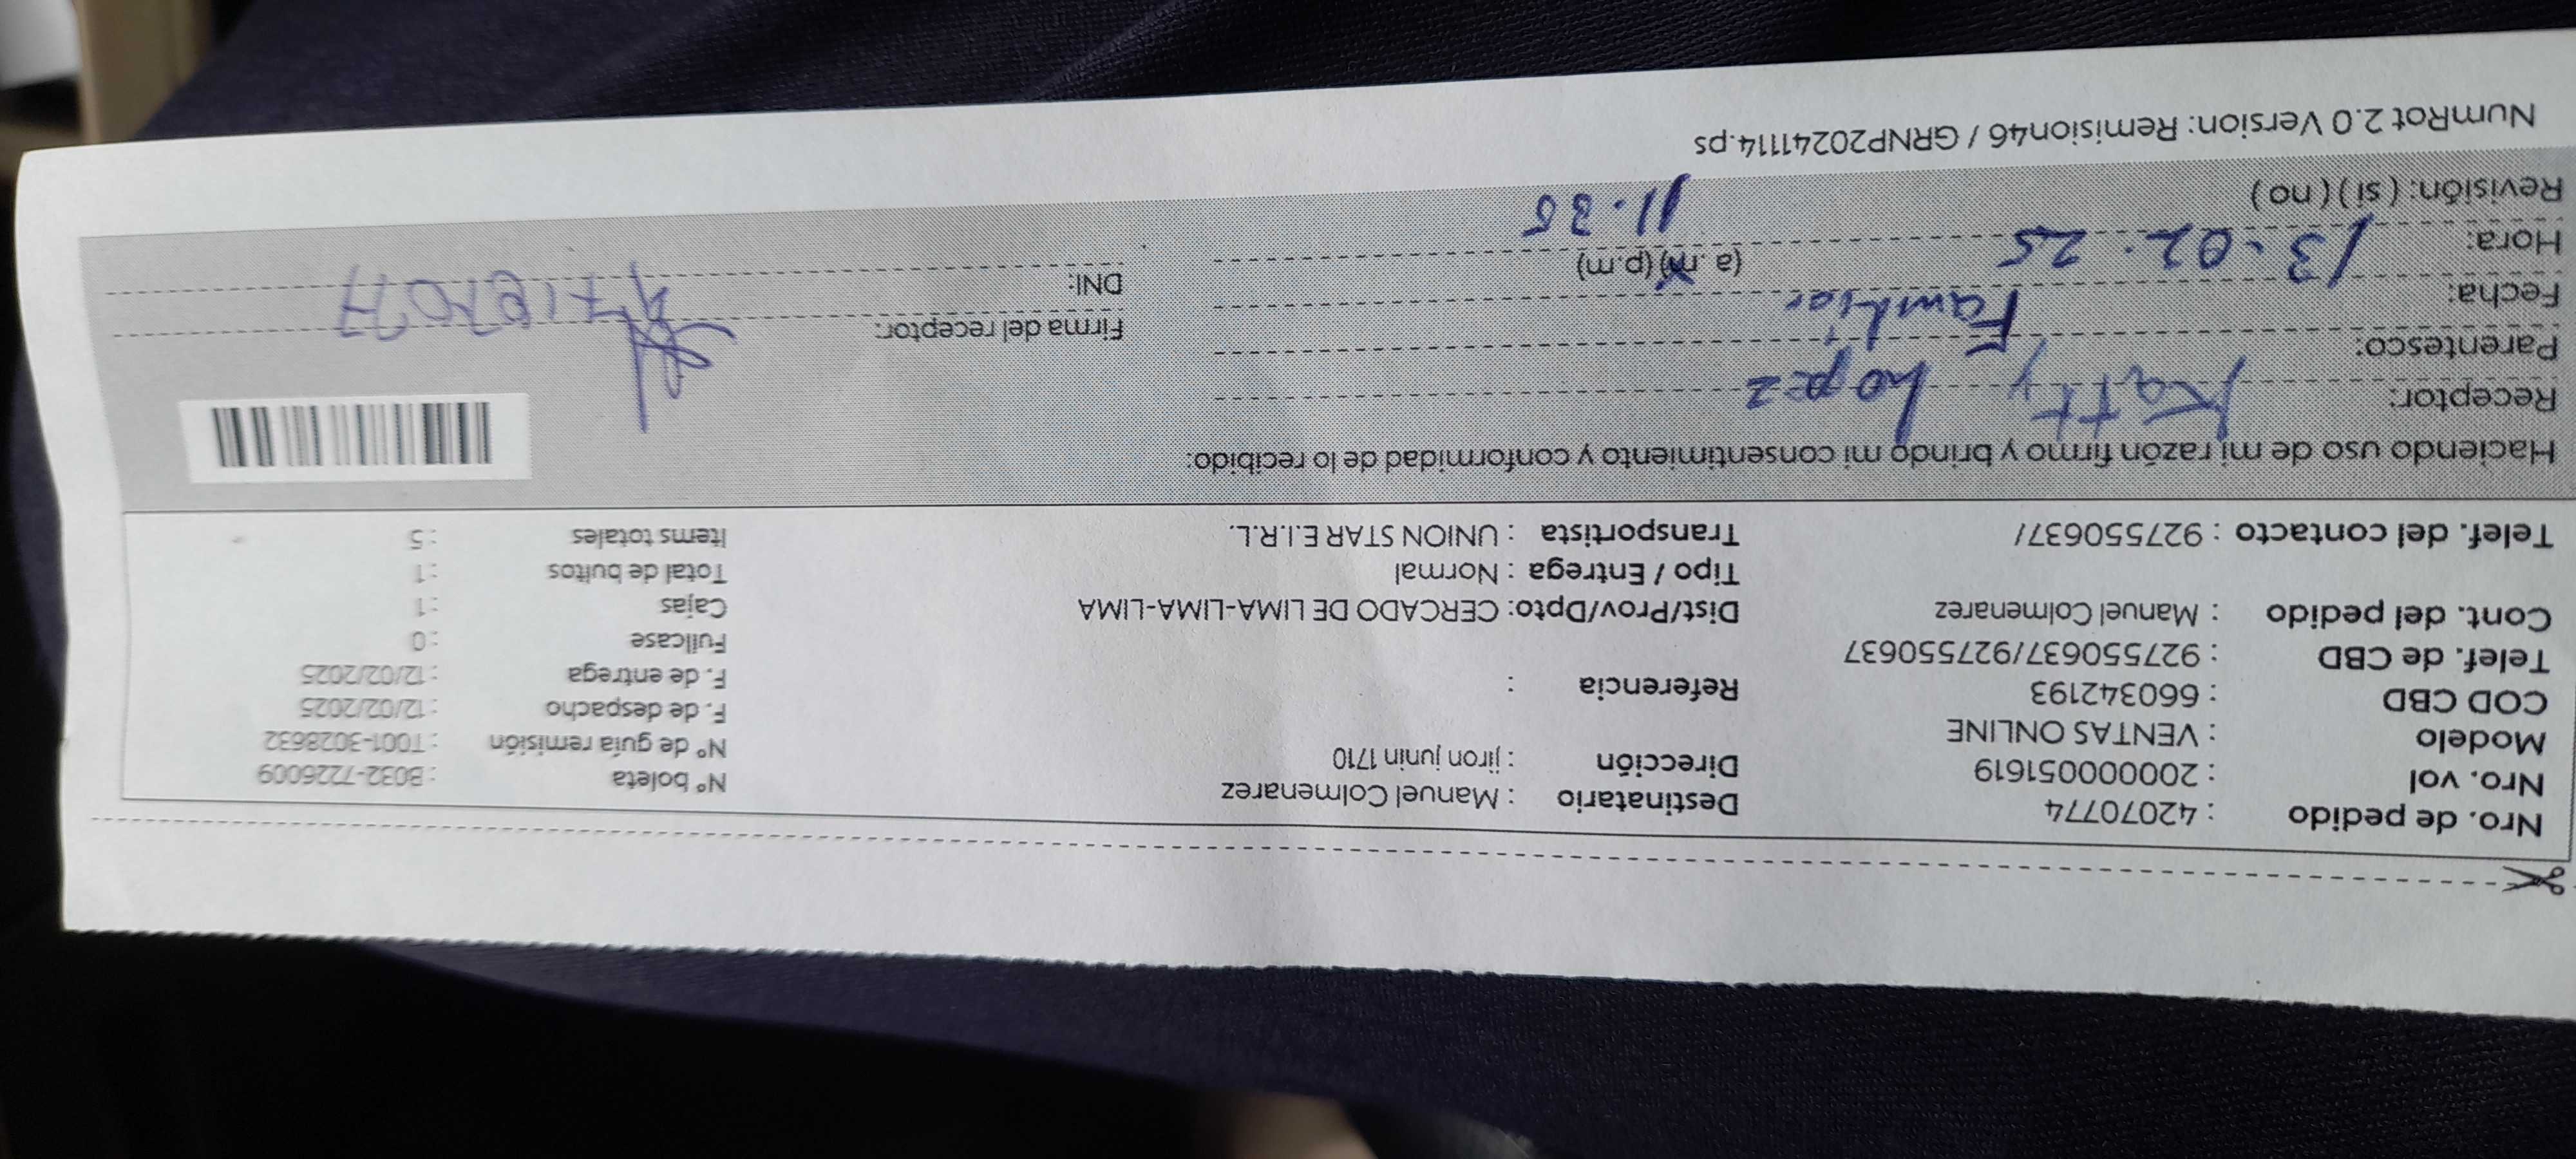 Nro. de pedido : 42070774 Destinatario : Manuel Colmenarez N° boleta : B032-7226009
Nro. vol : 20000051619 Dirección : jiron junin 1710 N° de guía remisión : T001-3028632
Modelo : VENTAS ONLINE F. de despacho : 12/02/2025
COD CBD : 660342193 Referencia : F. de entrega : 12/02/2025
Telef. de CBD : 927550637/927550637 Fullcase : 0
Cont. del pedido : Manuel Colmenarez Dist/Prov/Dpto: CERCADO DE LIMA-LIMA-LIMA Cajas : 1
Tipo / Entrega : Normal Total de bultos : 1
Telef. del contacto : 927550637/ Transportista : UNION STAR E.I.R.L. Items totales : 5
Haciendo uso de mi razón firmo y brindo mi consentimiento y conformidad de lo recibido:
Receptor: Katty Lopez
Parentesco: Familiar Firma del receptor:
Fecha: 13.02.25 DNI:
Hora: (a.m)(p.m) 11.35
Revisión: ( si ) ( no )
NumRot 2.0 Version: Remision46 / GRNP20241114.ps